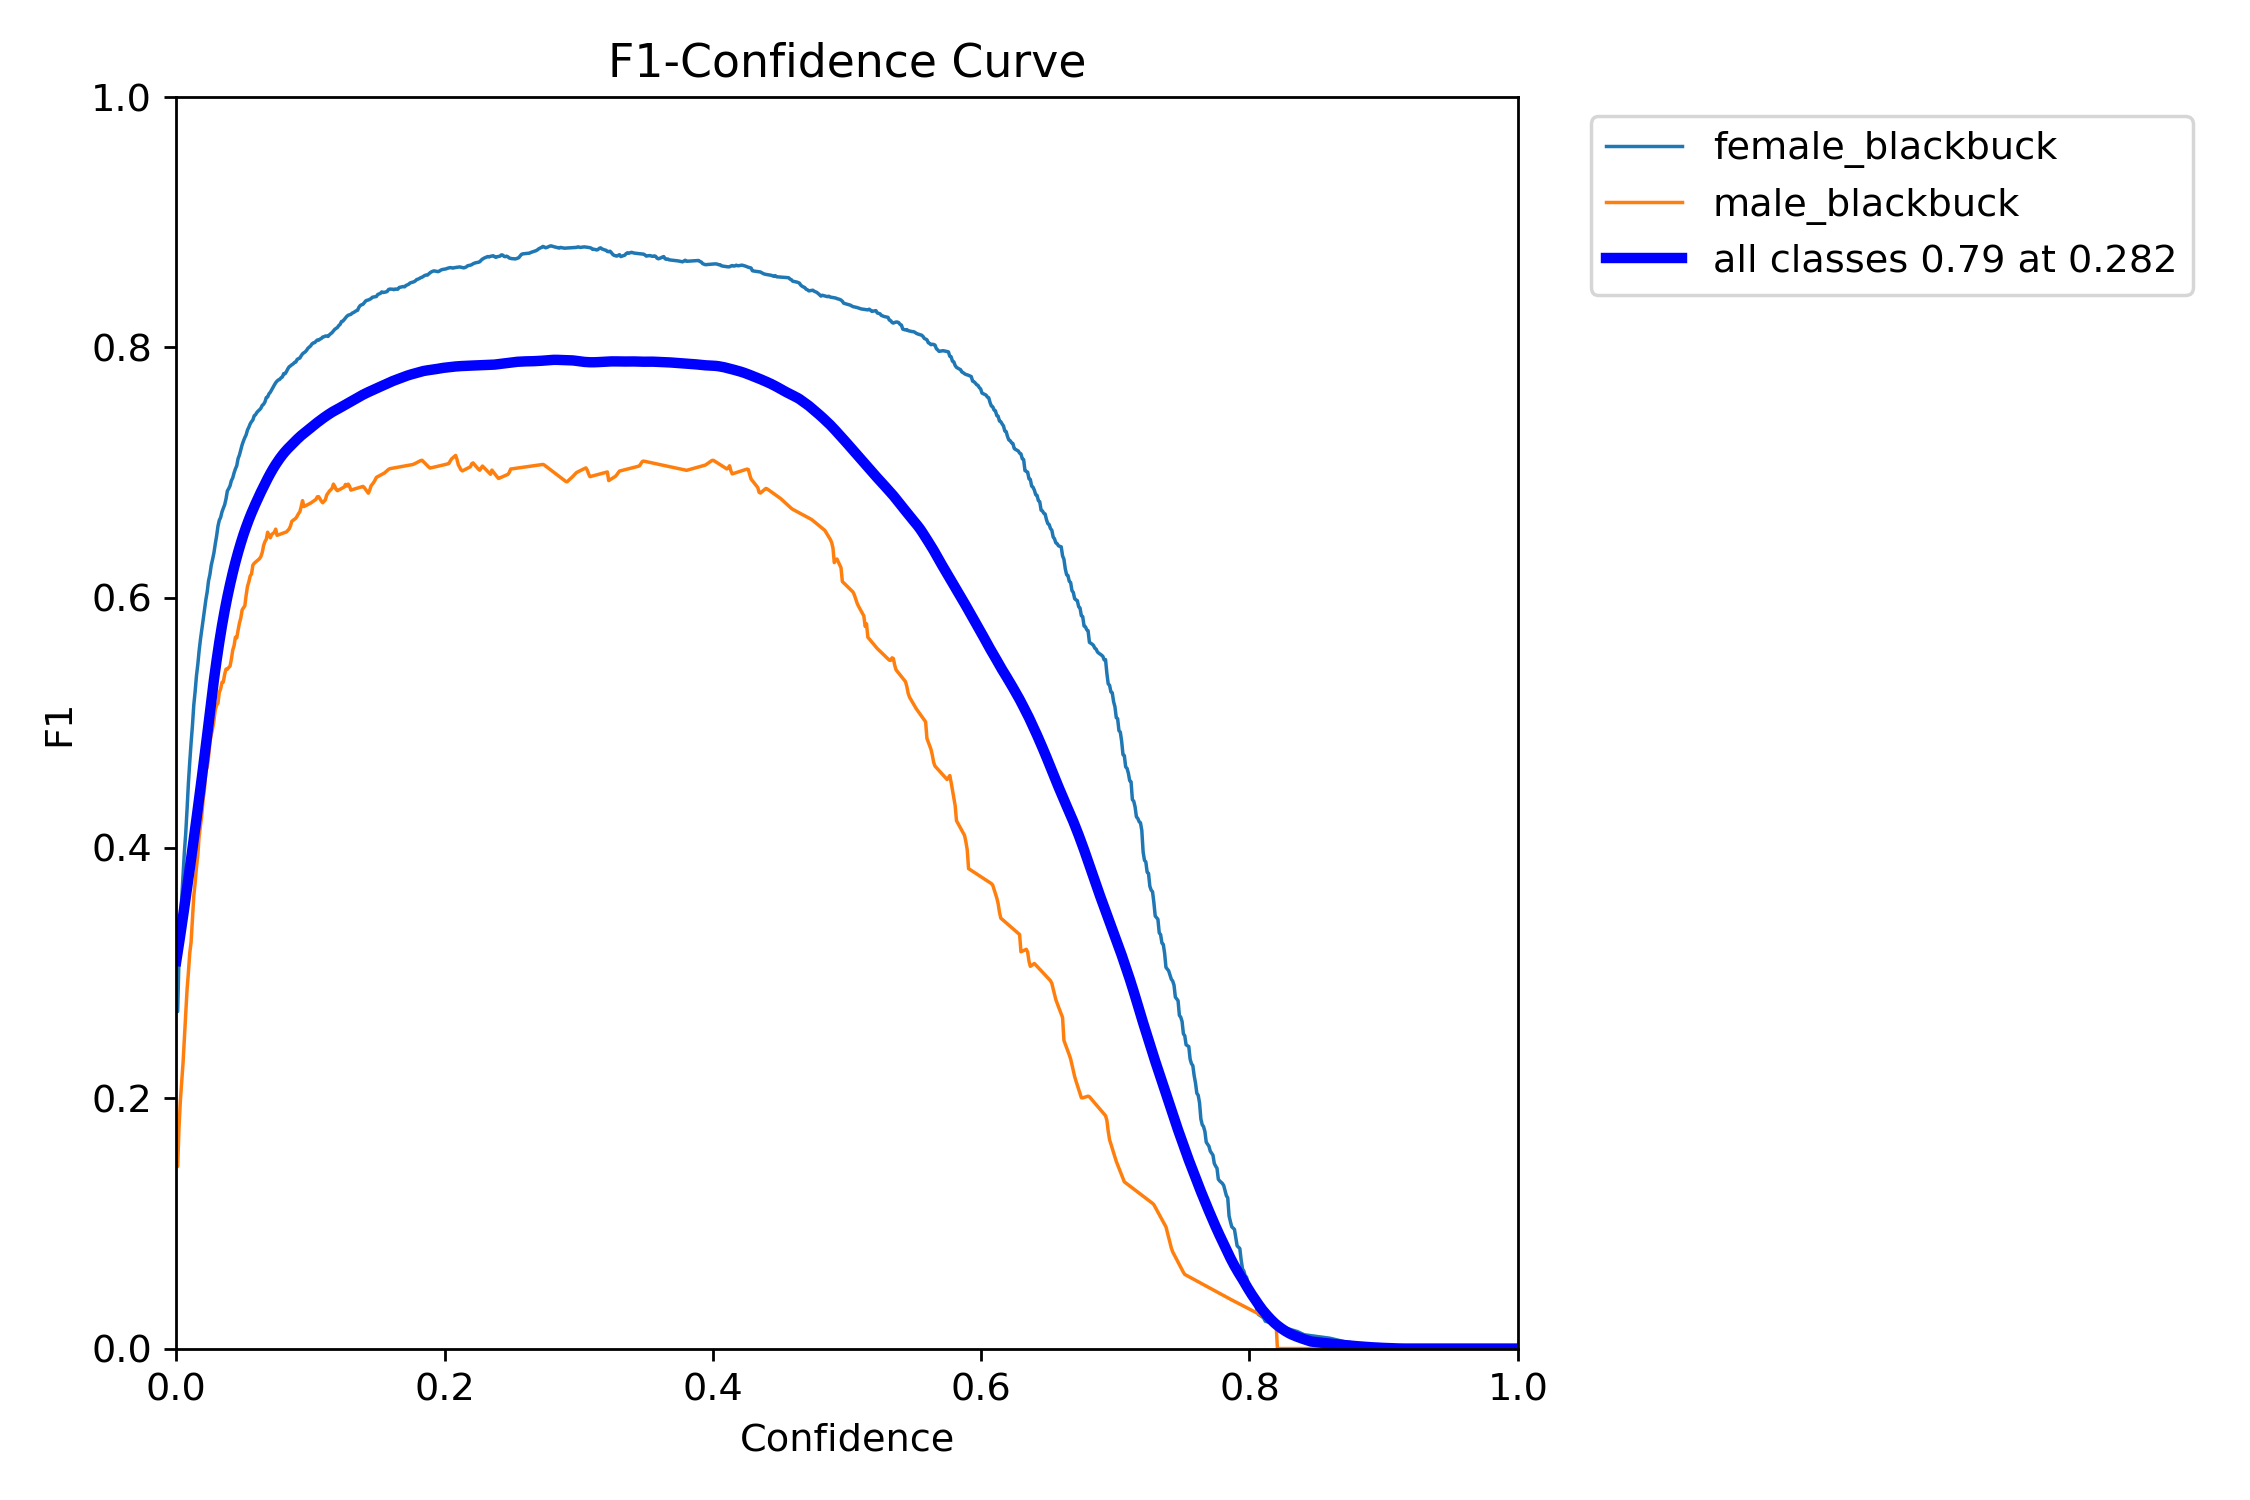 F1-Confidence Curve
1.0
0.8
0.6
0.4
0.2
0.0
F1
0.0 0.2 0.4 0.6 0.8 1.0
Confidence
female_blackbuck
male_blackbuck
all classes 0.79 at 0.282